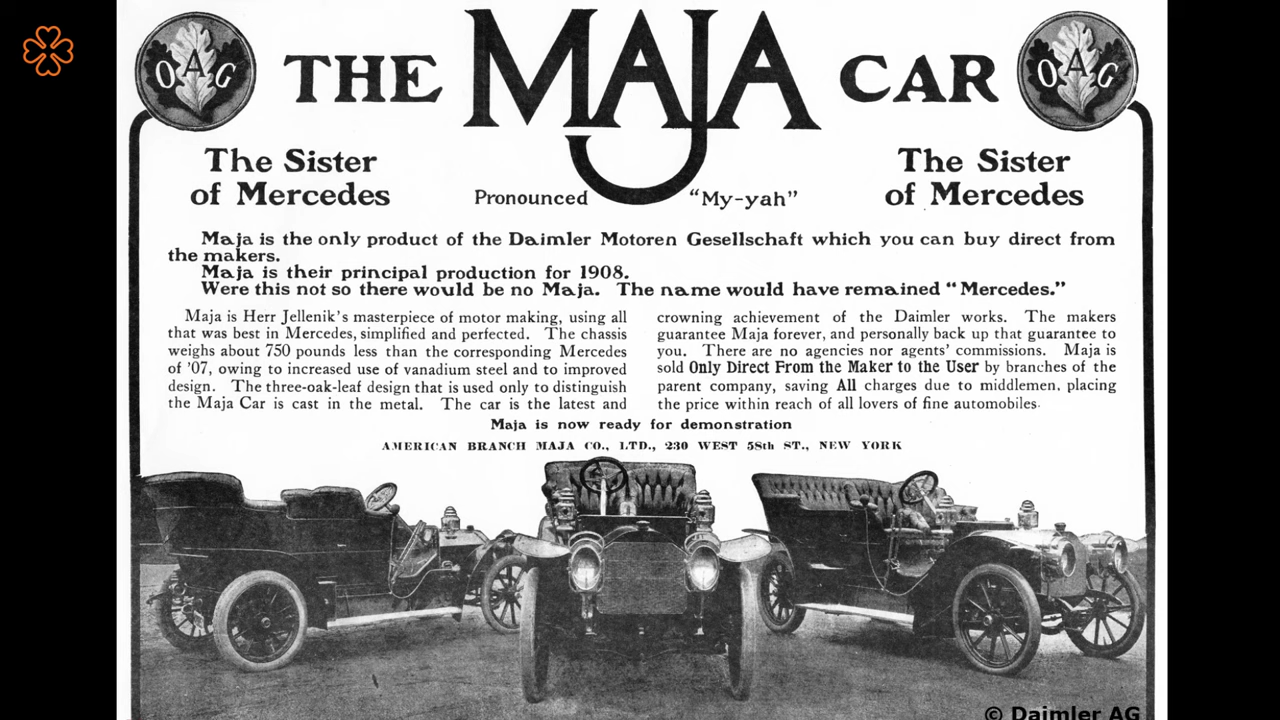 OAG THE MAJA CAR OAG
The Sister
of Mercedes
Pronounced "My-yah"
The Sister
of Mercedes
Maja is the only product of the Daimler Motoren Gesellschaft which you can buy direct from
the makers.
Maja is their principal production for 1908.
Were this not so there would be no Maja. The name would have remained "Mercedes."
Maja is Herr Jellenik's masterpiece of motor making, using all
that was best in Mercedes, simplified and perfected. The chassis
weighs about 750 pounds less than the corresponding Mercedes
of '07, owing to increased use of vanadium steel and to improved
design. The three-oak-leaf design that is used only to distinguish
the Maja Car is cast in the metal. The car is the latest and
crowning achievement of the Daimler works. The makers
guarantee Maja forever, and personally back up that guarantee to
you. There are no agencies nor agents' commissions. Maja is
sold Only Direct From the Maker to the User by branches of the
parent company, saving All charges due to middlemen, placing
the price within reach of all lovers of fine automobiles.
Maja is now ready for demonstration
AMERICAN BRANCH MAJA CO., LTD., 230 WEST 58th ST., NEW YORK
© Daimler AG